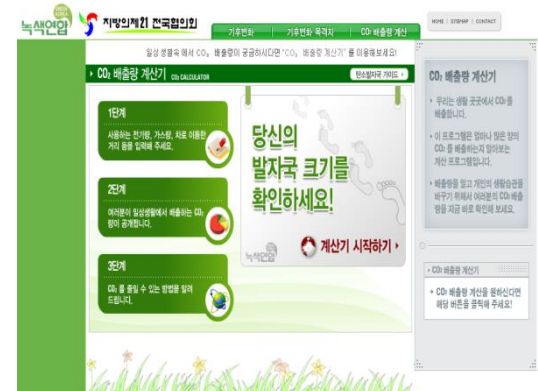 녹색연합
지방의제21 전국협의회
기후변화
기후변화 목격자
CO₂ 배출량 계산
HOME | SITEMAP | CONTACT
일상 생활속에서 CO₂ 배출량이 궁금하시다면 "CO₂ 배출량 계산기" 를 이용해보세요!
CO₂ 배출량 계산기 CO₂ CALCULATOR
탄소발자국 가이드
1단계
사용하는 전기량, 가스량, 차로 이동한
거리 등을 입력해 주세요.
2단계
여러분이 일상생활에서 배출하는 CO₂
량이 공개됩니다.
3단계
CO₂ 를 줄일 수 있는 방법을 알려
드립니다.
당신의
발자국 크기를
확인하세요!
녹색연합
계산기 시작하기
CO₂ 배출량 계산기
우리는 생활 곳곳에서 CO₂를
배출합니다.
이 프로그램은 얼마나 많은 양의
CO₂ 를 배출하는지 알아보는
계산 프로그램입니다.
배출량을 알고 개인의 생활습관을
바꾸기 위해서 여러분의 CO₂ 배출
량을 지금 바로 확인해 보세요.
CO₂ 배출량 계산기
CO₂ 배출량 계산을 원하신다면
해당 버튼을 클릭해 주세요!